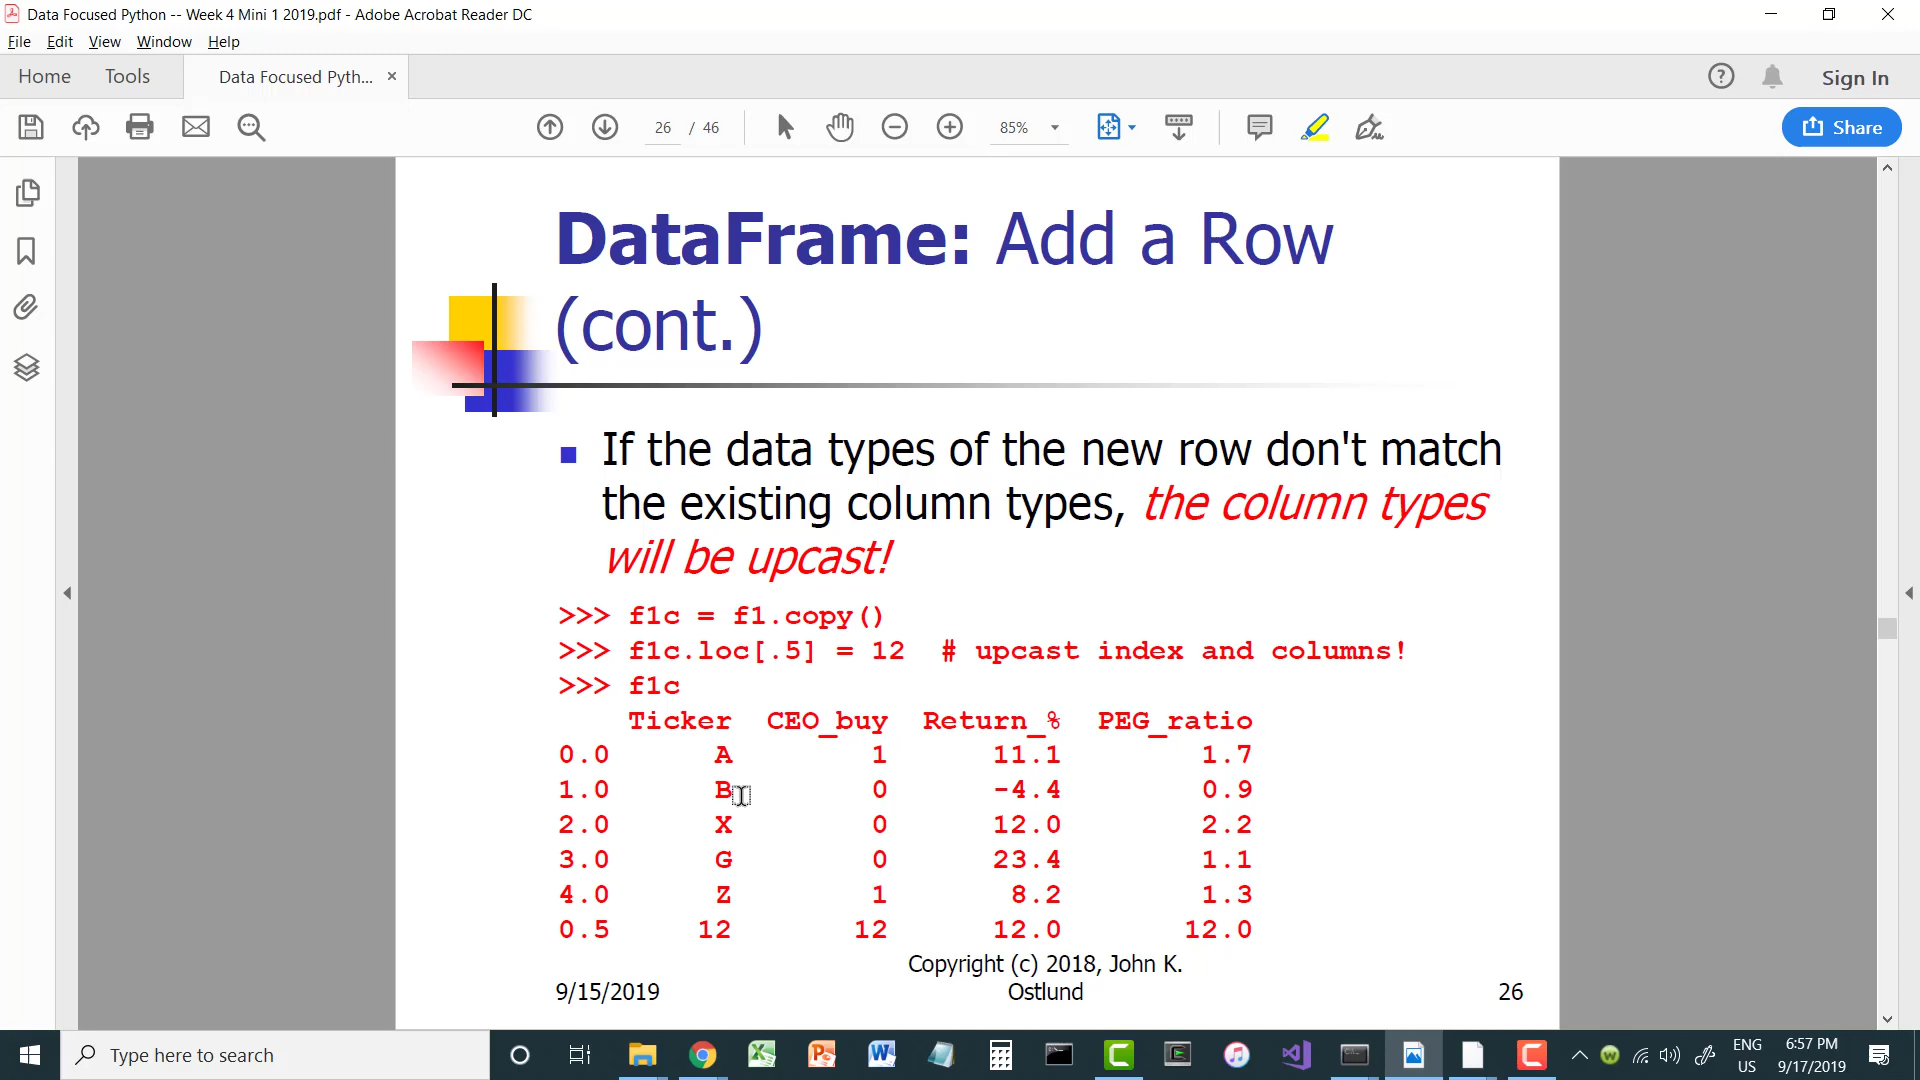 Data Focused Python -- Week 4 Mini 1 2019.pdf - Adobe Acrobat Reader DC
File Edit View Window Help
Home Tools Data Focused Pyth... × Sign In
26 / 46 85% Share
DataFrame: Add a Row
(cont.)
If the data types of the new row don't match
the existing column types, the column types
will be upcast!
>>> f1c = f1.copy()
>>> f1c.loc[.5] = 12 # upcast index and columns!
>>> f1c
Ticker CEO_buy Return_% PEG_ratio
0.0 A 1 11.1 1.7
1.0 B 0 -4.4 0.9
2.0 X 0 12.0 2.2
3.0 G 0 23.4 1.1
4.0 Z 1 8.2 1.3
0.5 12 12 12.0 12.0
Copyright (c) 2018, John K.
9/15/2019 Ostlund 26
Type here to search
ENG 6:57 PM
US 9/17/2019